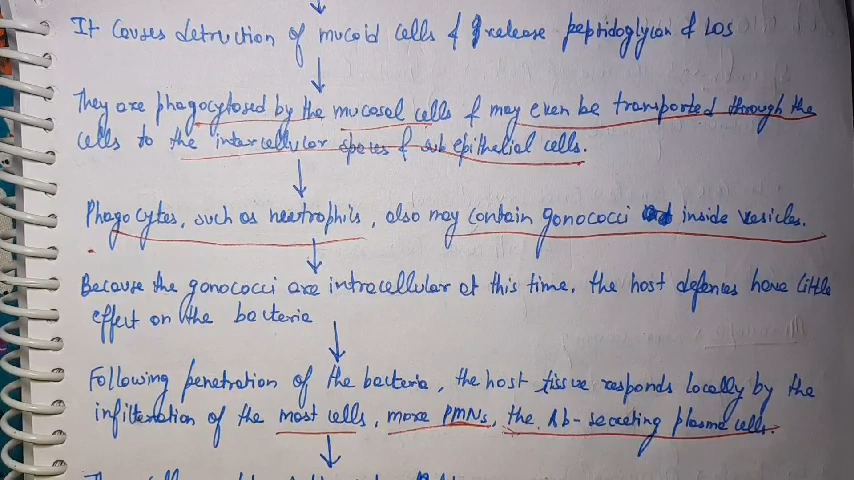 It causes detruction of mucoid cells & release peptidoglycan & LOS
They are phagocytosed by the mucosal cells & may even be transported through the
cells to the intercellular spaces & sub epithelial cells.
Phagocytes, such as neutrophils, also may contain gonococci inside vesicles.
Because the gonococci are intracellular at this time, the host defences have little
effect on the bacteria
Following penetration of the bacteria, the host tissue responds locally by the
infilteration of the mast cells, more PMNs, the Ab-secreting plasma cells.